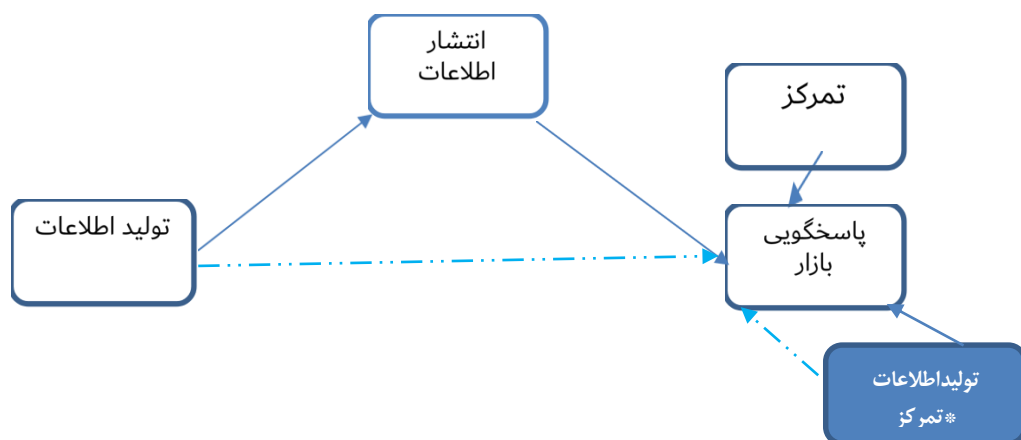 انتشار
اطلاعات
تمرکز
تولید اطلاعات
پاسخگویی
بازار
تولیداطلاعات
*تمرکز